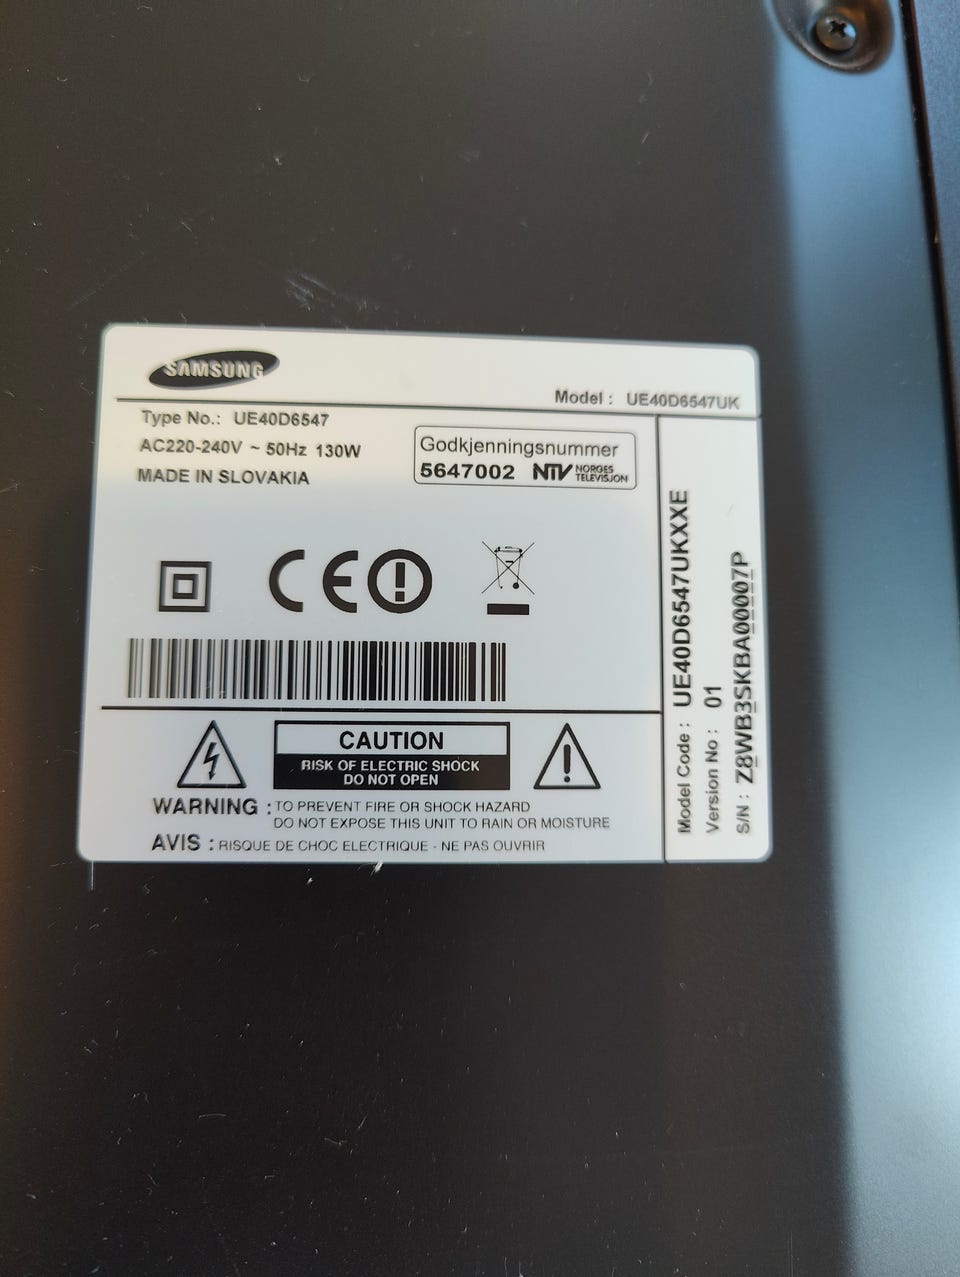 SAMSUNG
Model : UE40D6547UK
Type No.: UE40D6547
AC220-240V ~ 50Hz 130W
MADE IN SLOVAKIA
Godkjenningsnummer
5647002 NTV NORGES
TELEVISJON
CE
CAUTION
RISK OF ELECTRIC SHOCK
DO NOT OPEN
WARNING : TO PREVENT FIRE OR SHOCK HAZARD
DO NOT EXPOSE THIS UNIT TO RAIN OR MOISTURE
AVIS : RISQUE DE CHOC ELECTRIQUE - NE PAS OUVRIR
Model Code : UE40D6547UKXXE
Version No : 01
S/N : Z8WB3SKBA00007P